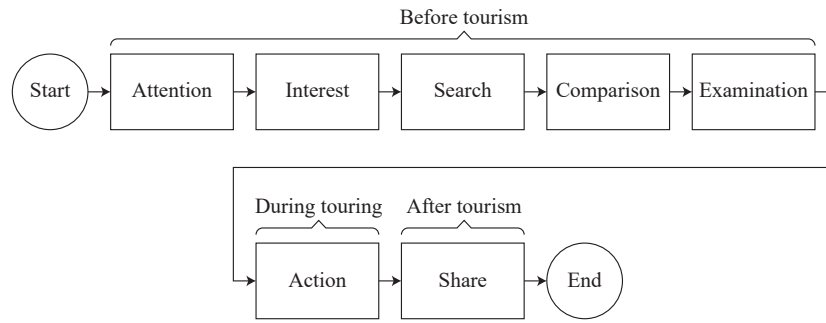 Before tourism
Start
Attention
Interest
Search
Comparison
Examination
During touring
After tourism
Action
Share
End